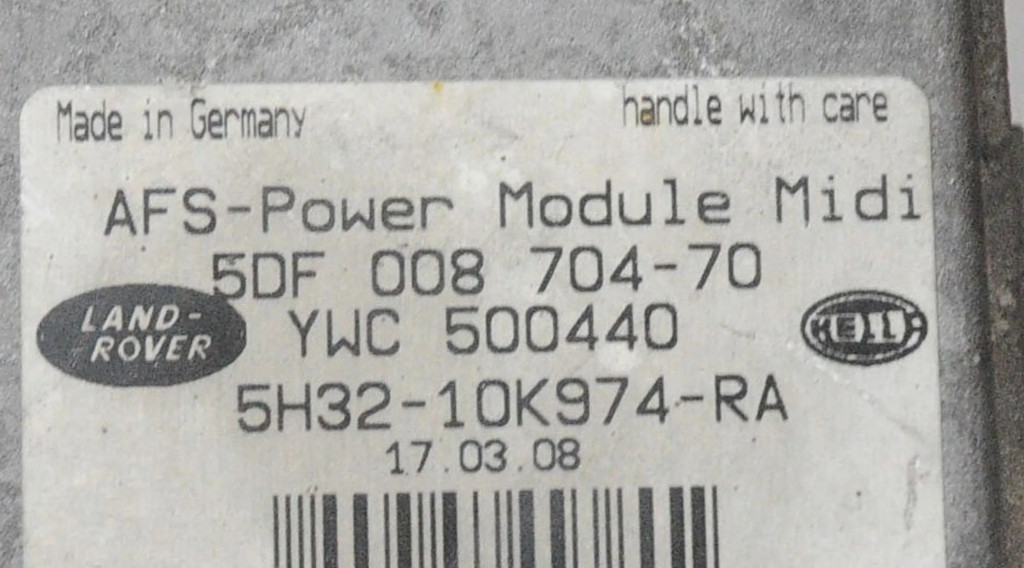 Made in Germany handle with care
AFS-Power Module Midi
5DF 008 704-70
LAND-
ROVER
YWC 500440
HELLA
5H32-10K974-RA
17.03.08